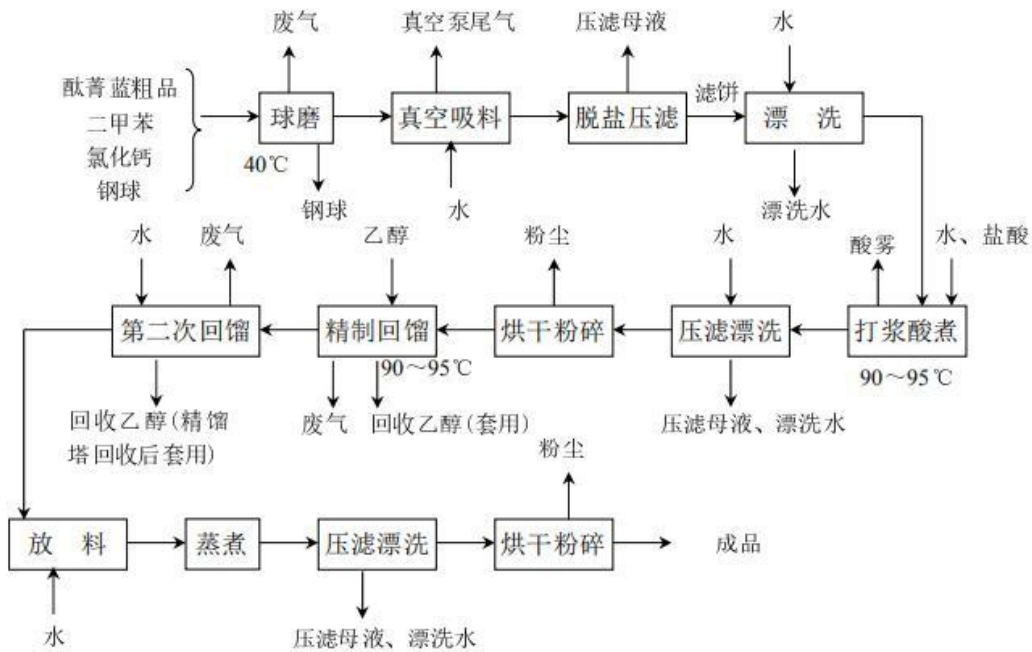 废气
真空泵尾气
压滤母液
水
酞菁蓝粗品
二甲苯
氯化钙
钢球
球磨
40℃
真空吸料
脱盐压滤
滤饼
漂 洗
钢球
水
漂洗水
水
废气
乙醇
粉尘
水
酸雾
水、盐酸
第二次回馏
精制回馏
90～95℃
烘干粉碎
压滤漂洗
打浆酸煮
90～95℃
回收乙醇(精馏
塔回收后套用)
废气
回收乙醇(套用)
压滤母液、漂洗水
粉尘
放 料
蒸煮
压滤漂洗
烘干粉碎
成品
水
压滤母液、漂洗水